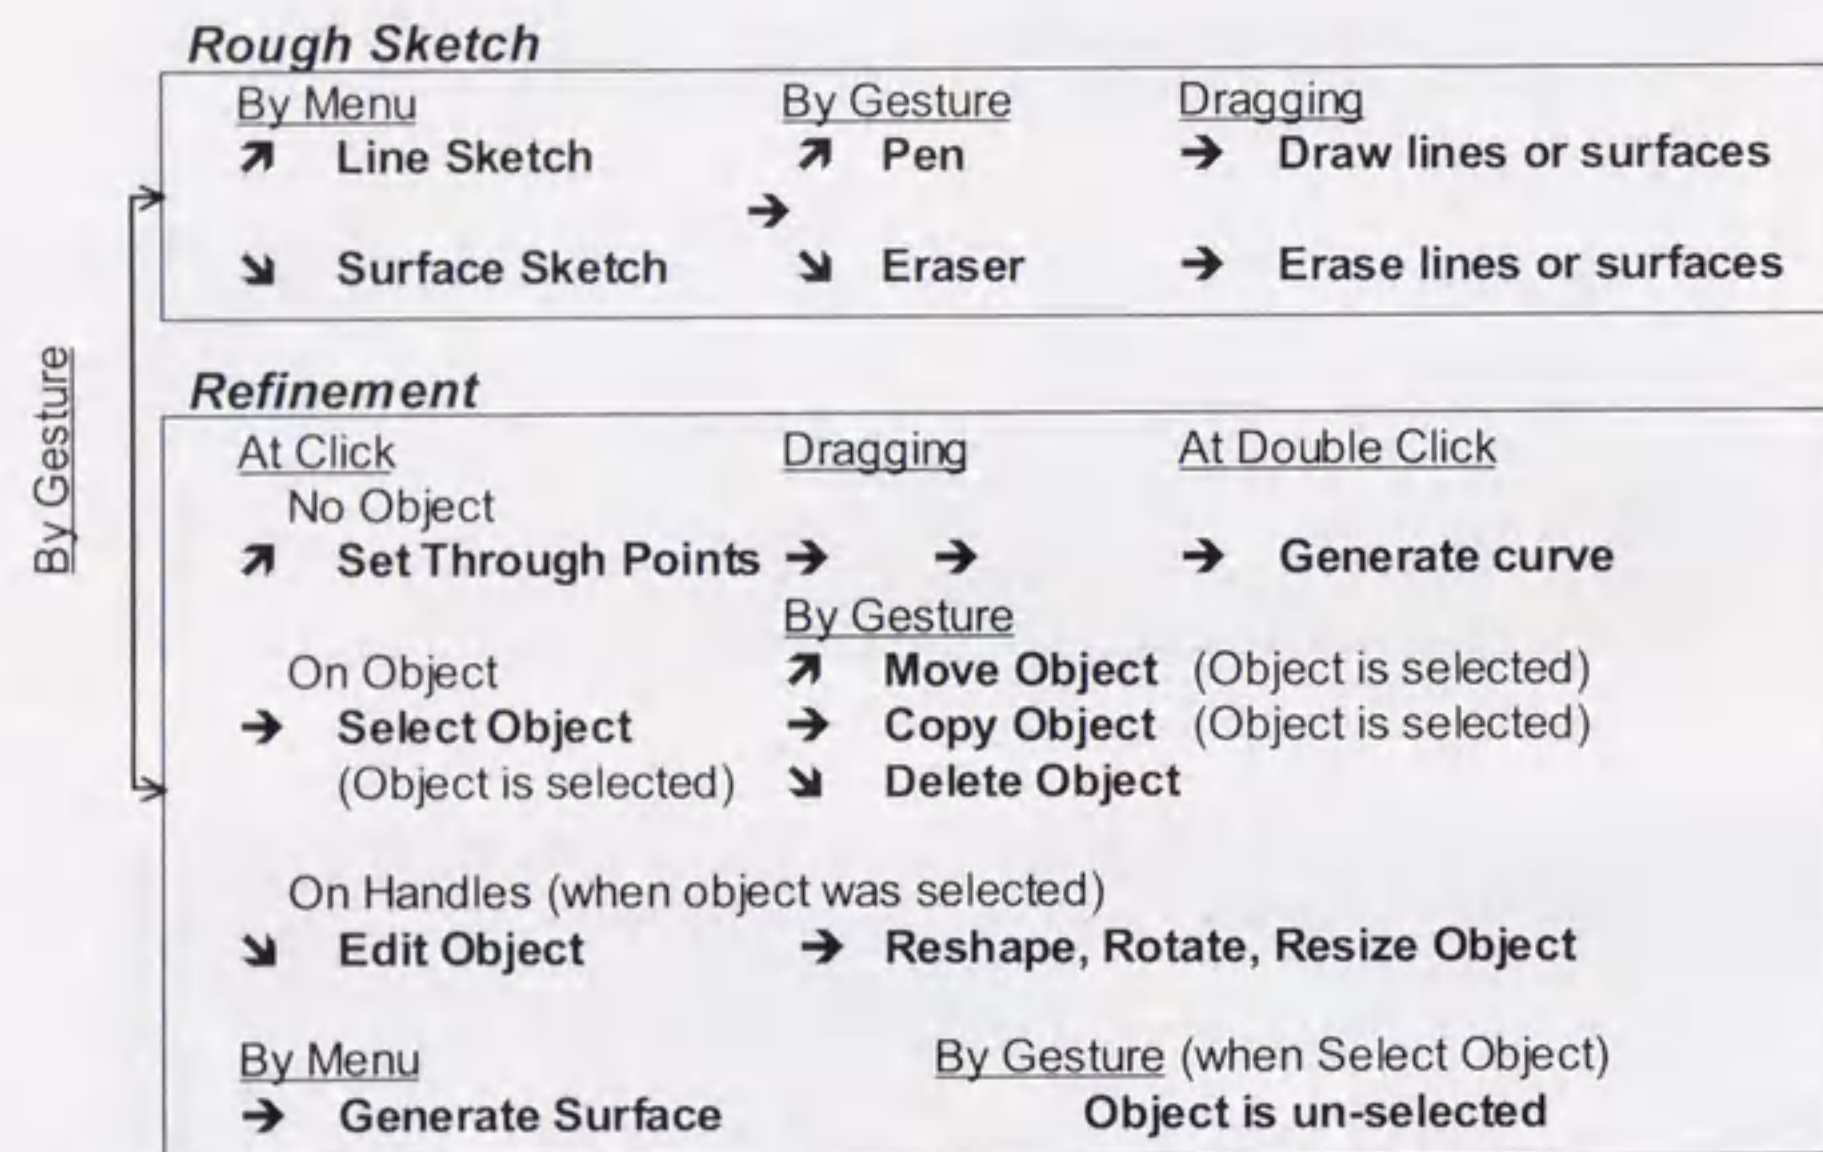 Rough Sketch
By Menu By Gesture Dragging
↗ Line Sketch ↗ Pen → Draw lines or surfaces
→
↘ Surface Sketch ↘ Eraser → Erase lines or surfaces
By Gesture
Refinement
At Click Dragging At Double Click
No Object
↗ Set Through Points → → → Generate curve
By Gesture
On Object ↗ Move Object (Object is selected)
→ Select Object → Copy Object (Object is selected)
(Object is selected) ↘ Delete Object
On Handles (when object was selected)
↘ Edit Object → Reshape, Rotate, Resize Object
By Menu By Gesture (when Select Object)
→ Generate Surface Object is un-selected